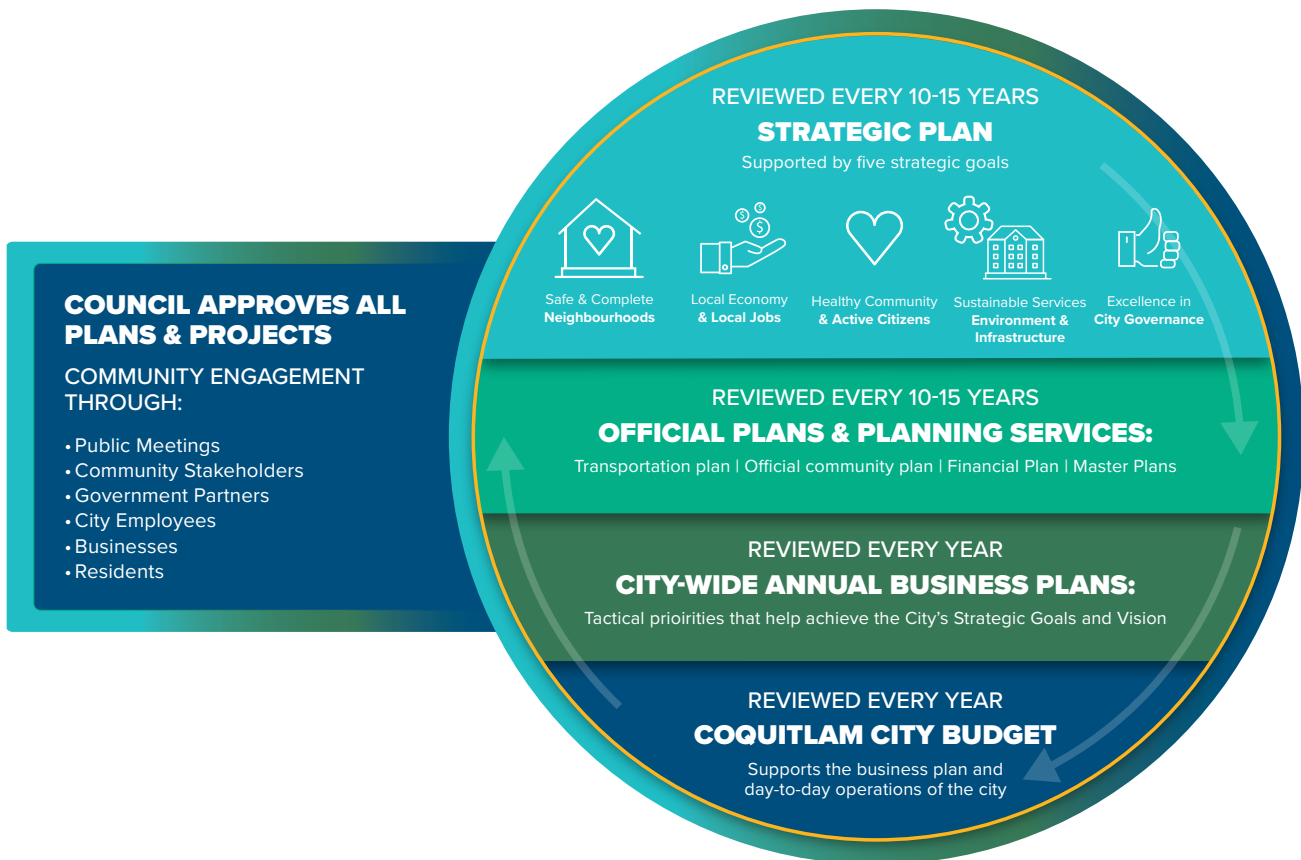 COUNCIL APPROVES ALL
PLANS & PROJECTS
COMMUNITY ENGAGEMENT
THROUGH:
• Public Meetings
• Community Stakeholders
• Government Partners
• City Employees
• Businesses
• Residents
REVIEWED EVERY 10-15 YEARS
STRATEGIC PLAN
Supported by five strategic goals
$ $ $
Safe & Complete
Neighbourhoods
Local Economy
& Local Jobs
Healthy Community
& Active Citizens
Sustainable Services
Environment &
Infrastructure
Excellence in
City Governance
REVIEWED EVERY 10-15 YEARS
OFFICIAL PLANS & PLANNING SERVICES:
Transportation plan | Official community plan | Financial Plan | Master Plans
REVIEWED EVERY YEAR
CITY-WIDE ANNUAL BUSINESS PLANS:
Tactical prioirities that help achieve the City's Strategic Goals and Vision
REVIEWED EVERY YEAR
COQUITLAM CITY BUDGET
Supports the business plan and
day-to-day operations of the city